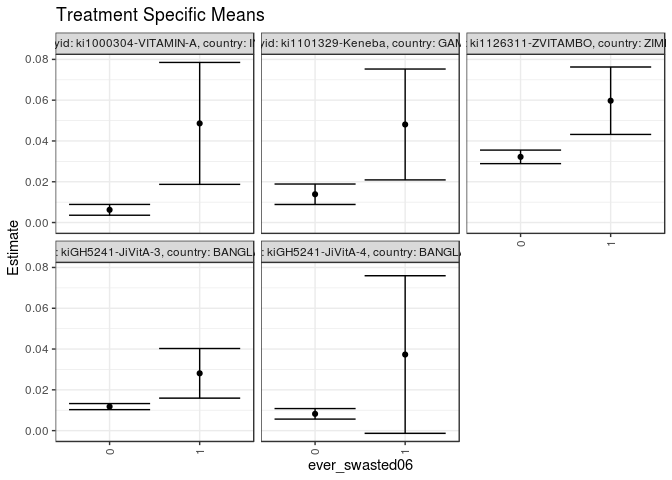 Treatment Specific Means
yid: ki1000304-VITAMIN-A, country:
yid: ki1101329-Keneba, country: GAM
ki1126311-ZVITAMBO, country: ZIM
0.08
0.06
0.04
0.02
0.00
0
1
: kiGH5241-JiVitA-3, country: BANGL
: kiGH5241-JiVitA-4, country: BANGL
0.08
0.06
0.04
0.02
0.00
0
1
0
1
Estimate
ever_swasted06